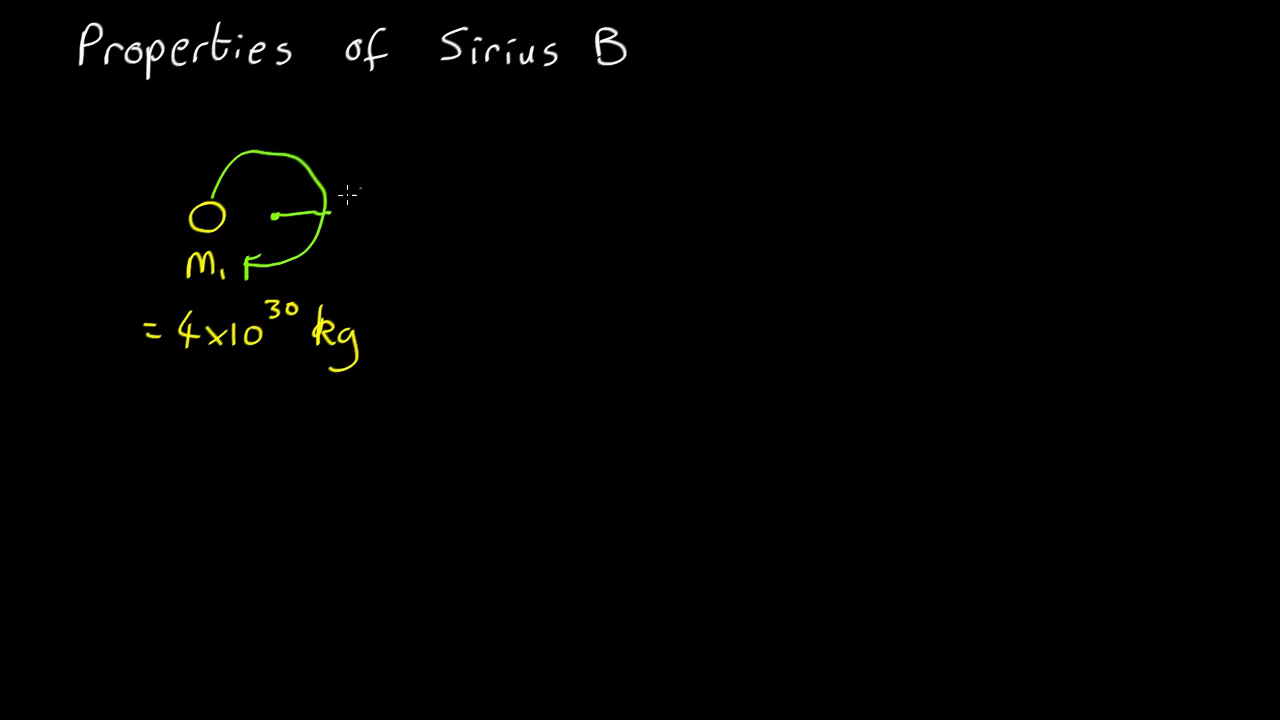 Properties of Sirius B
M₁
= 4×10³⁰ kg